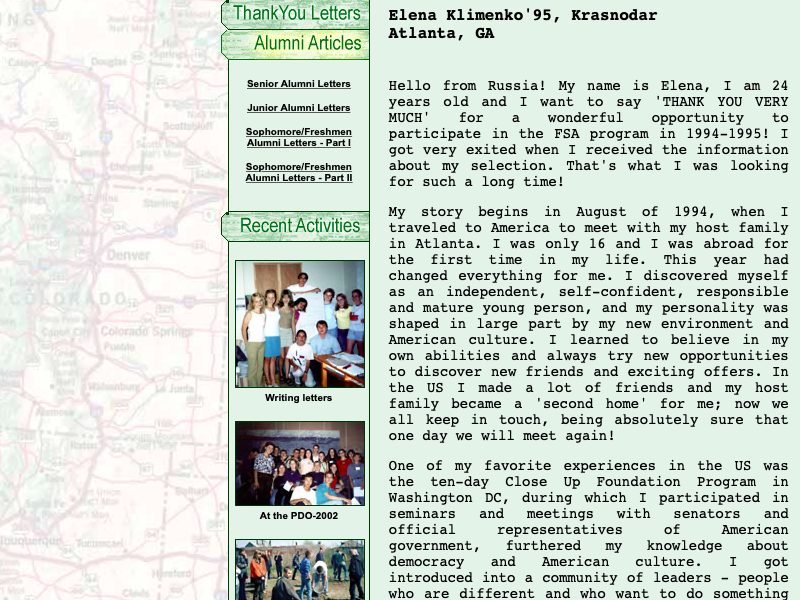 ThankYou Letters
Alumni Articles
Senior Alumni Letters
Junior Alumni Letters
Sophomore/Freshmen
Alumni Letters - Part I
Sophomore/Freshmen
Alumni Letters - Part II
Recent Activities
Writing letters
At the PDO-2002
Elena Klimenko'95, Krasnodar
Atlanta, GA
Hello from Russia! My name is Elena, I am 24
years old and I want to say 'THANK YOU VERY
MUCH' for a wonderful opportunity to
participate in the FSA program in 1994-1995! I
got very exited when I received the information
about my selection. That's what I was looking
for such a long time!
My story begins in August of 1994, when I
traveled to America to meet with my host family
in Atlanta. I was only 16 and I was abroad for
the first time in my life. This year had
changed everything for me. I discovered myself
as an independent, self-confident, responsible
and mature young person, and my personality was
shaped in large part by my new environment and
American culture. I learned to believe in my
own abilities and always try new opportunities
to discover new friends and exciting offers. In
the US I made a lot of friends and my host
family became a 'second home' for me; now we
all keep in touch, being absolutely sure that
one day we will meet again!
One of my favorite experiences in the US was
the ten-day Close Up Foundation Program in
Washington DC, during which I participated in
seminars and meetings with senators and
official representatives of American
government, furthered my knowledge about
democracy and American culture. I got
introduced into a community of leaders - people
who are different and who want to do something
Denver
COLORADO
Colorado Springs
Pueblo